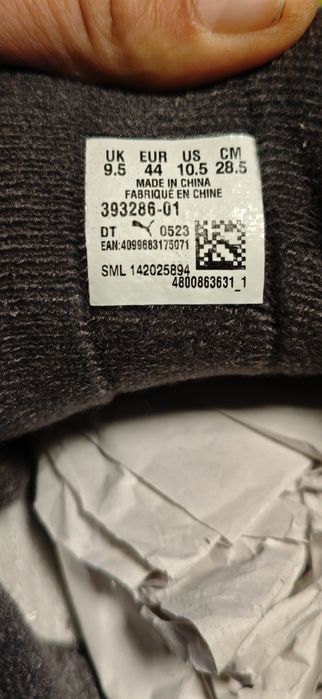 UK EUR US CM
9.5 44 10.5 28.5
MADE IN CHINA
FABRIQUÉ EN CHINE
393286-01
DT 0523
EAN:4099683175071
SML 142025894
4800863631_1